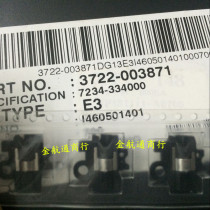 3722-003871DG13E3I46050140100070
RT NO. : 3722-003871
CIFICATION : 7234-334000
TYPE : E3
I460501401
金航通商行
金航通商行